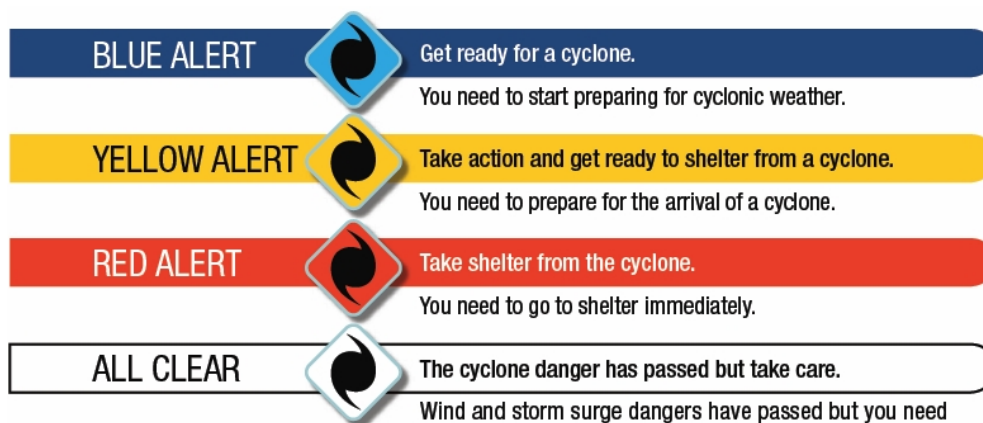 BLUE ALERT
Get ready for a cyclone.
You need to start preparing for cyclonic weather.
YELLOW ALERT
Take action and get ready to shelter from a cyclone.
You need to prepare for the arrival of a cyclone.
RED ALERT
Take shelter from the cyclone.
You need to go to shelter immediately.
ALL CLEAR
The cyclone danger has passed but take care.
Wind and storm surge dangers have passed but you need